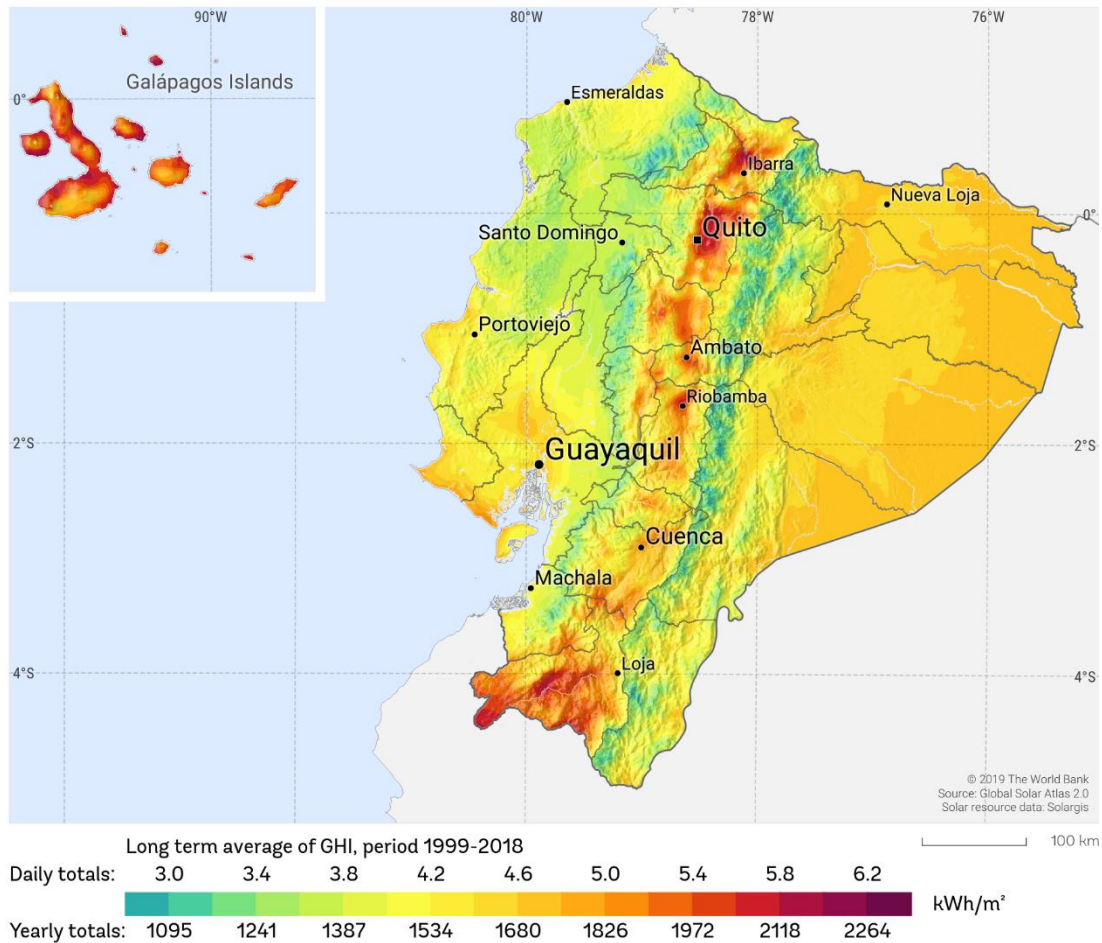 90°W
80°W
78°W
76°W
Galápagos Islands
0°
Esmeraldas
Ibarra
Nueva Loja
0°
Quito
Santo Domingo
Portoviejo
Ambato
Riobamba
2°S
2°S
Guayaquil
Cuenca
Machala
Loja
4°S
4°S
© 2019 The World Bank
Source: Global Solar Atlas 2.0
Solar resource data: Solargis
100 km
Long term average of GHI, period 1999-2018
Daily totals: 3.0 3.4 3.8 4.2 4.6 5.0 5.4 5.8 6.2
kWh/m²
Yearly totals: 1095 1241 1387 1534 1680 1826 1972 2118 2264